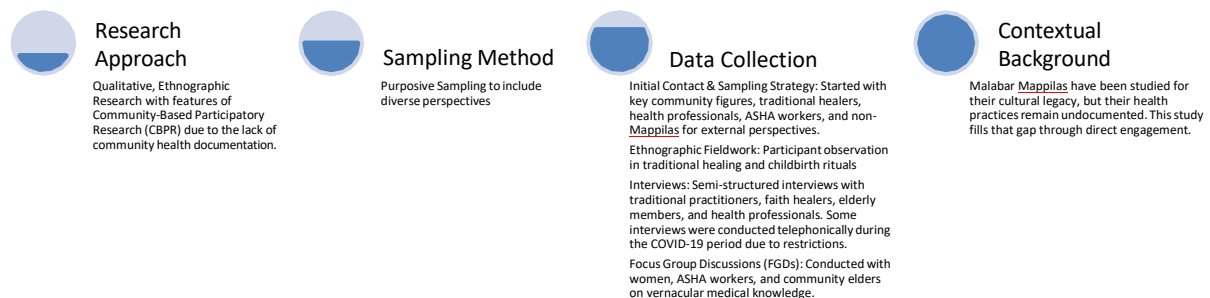 Research
Approach
Qualitative, Ethnographic
Research with features of
Community-Based Participatory
Research (CBPR) due to the lack of
community health documentation.
Sampling Method
Purposive Sampling to include
diverse perspectives
Data Collection
Initial Contact & Sampling Strategy: Started with
key community figures, traditional healers,
health professionals, ASHA workers, and non-
Mappilas for external perspectives.
Ethnographic Fieldwork: Participant observation
in traditional healing and childbirth rituals
Interviews: Semi-structured interviews with
traditional practitioners, faith healers, elderly
members, and health professionals. Some
interviews were conducted telephonically during
the COVID-19 period due to restrictions.
Focus Group Discussions (FGDs): Conducted with
women, ASHA workers, and community elders
on vernacular medical knowledge.
Contextual
Background
Malabar Mappilas have been studied for
their cultural legacy, but their health
practices remain undocumented. This study
fills that gap through direct engagement.